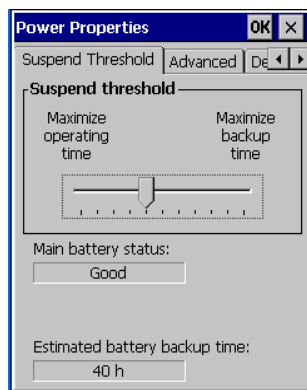 Power Properties OK ×
Suspend Threshold Advanced De
Suspend threshold
Maximize operating time
Maximize backup time
Main battery status:
Good
Estimated battery backup time:
40 h